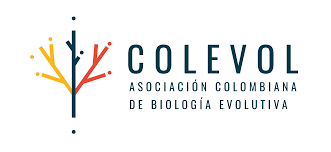 COLEVOL
ASOCIACIÓN COLOMBIANA
DE BIOLOGÍA EVOLUTIVA